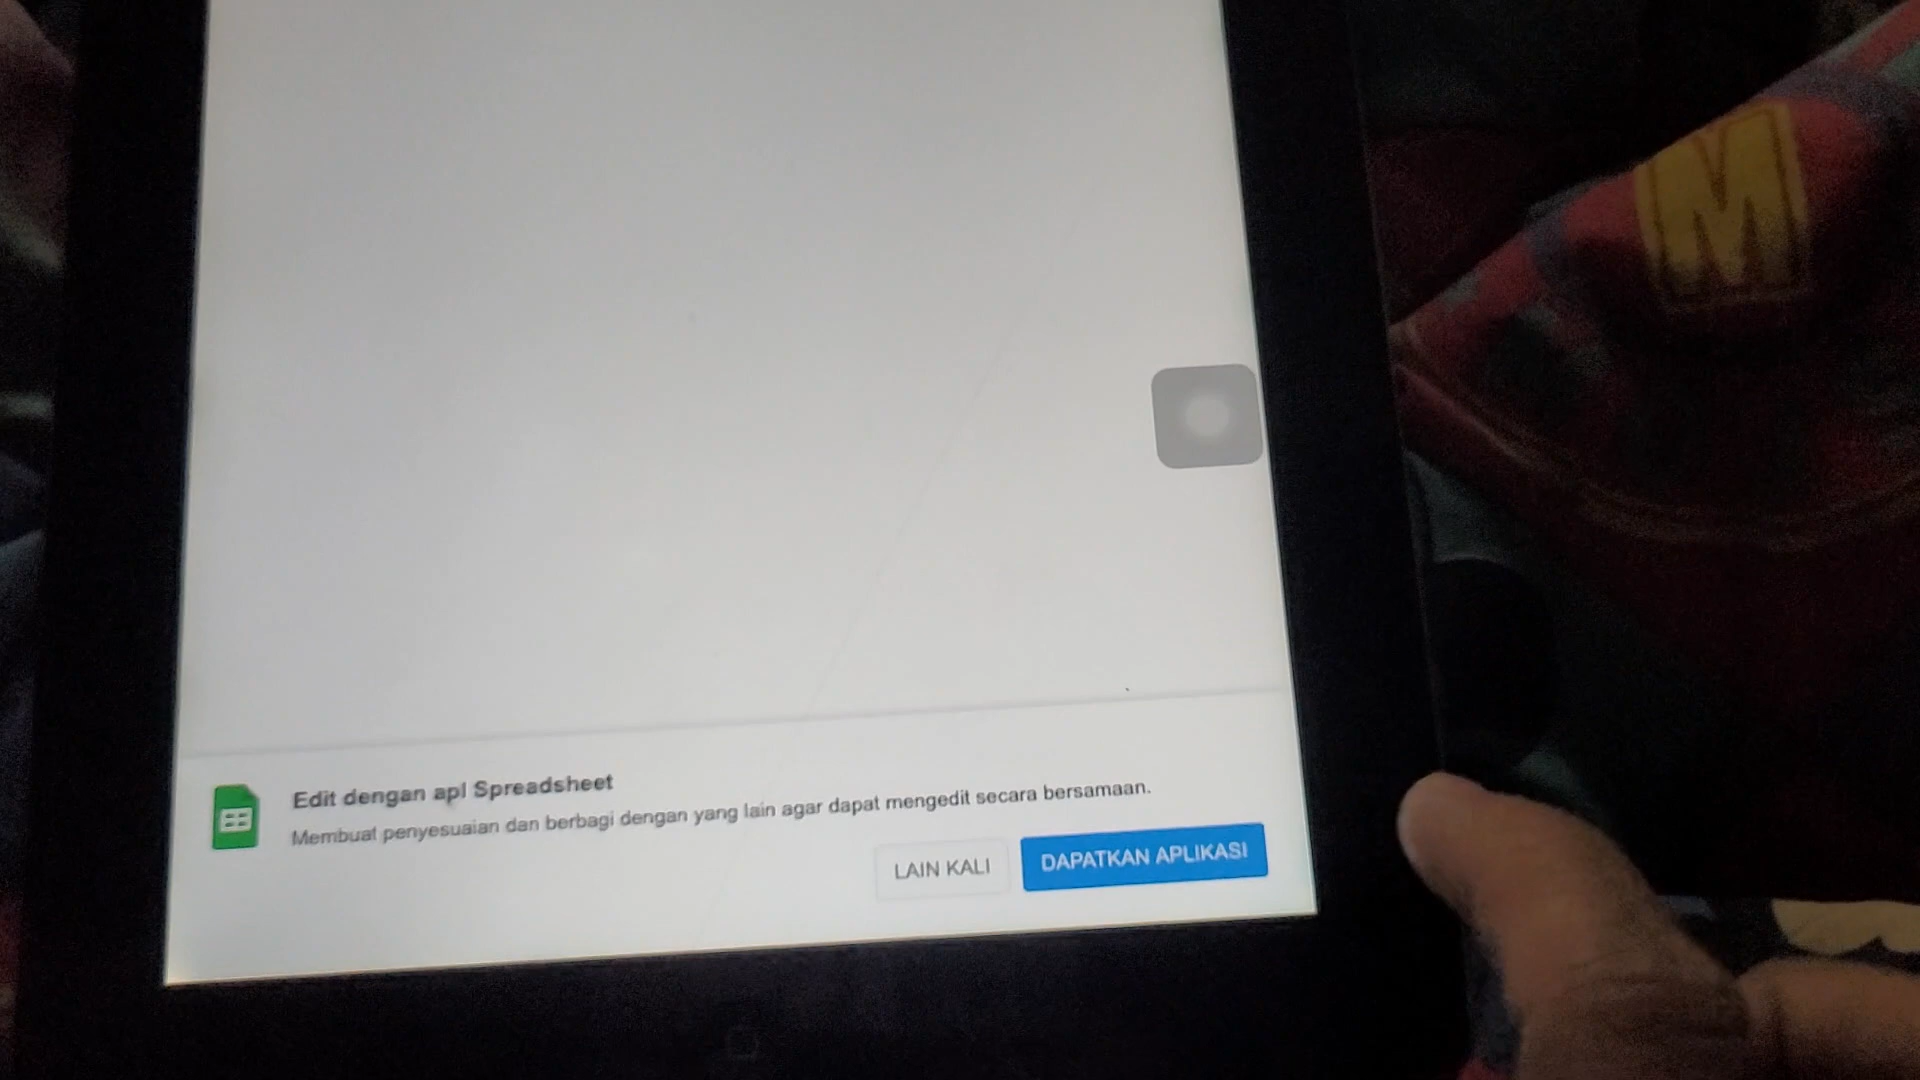 M
Edit dengan apl Spreadsheet
Membuat penyesuaian dan berbagi dengan yang lain agar dapat mengedit secara bersamaan.
LAIN KALI
DAPATKAN APLIKASI